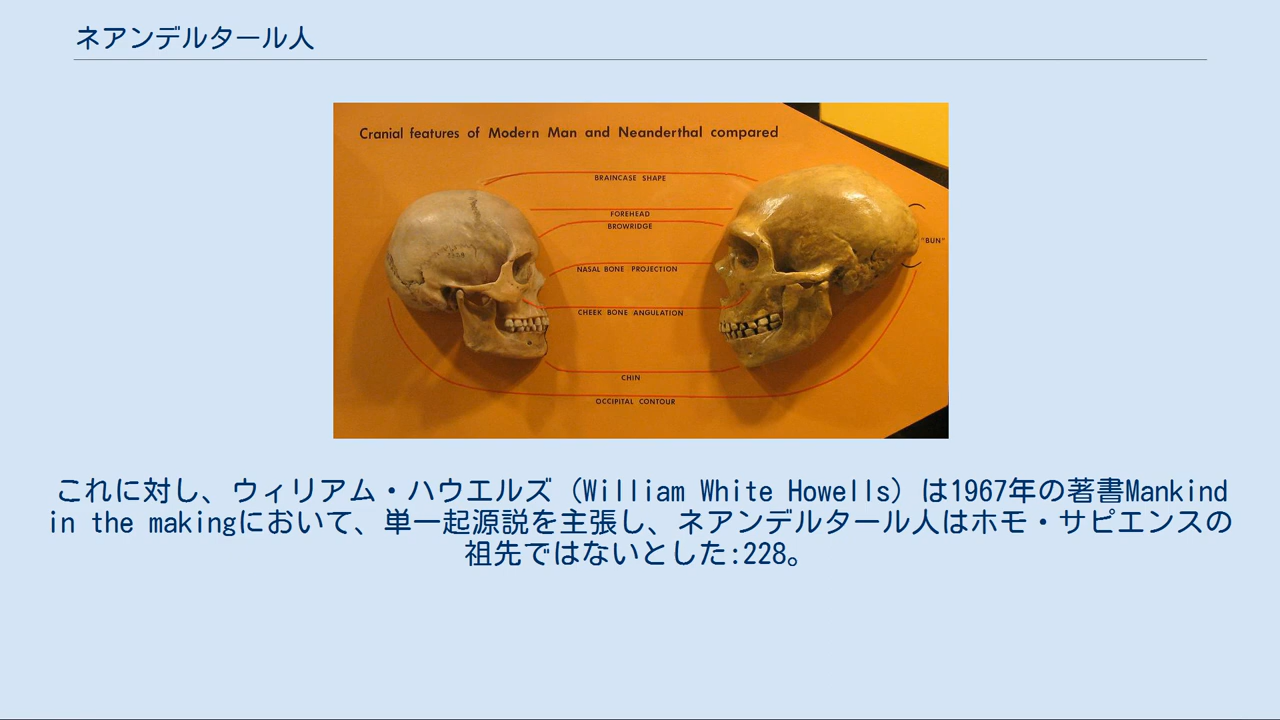 ネアンデルタール人
Cranial features of Modern Man and Neanderthal compared
BRAINCASE SHAPE
FOREHEAD
BROWRIDGE
"BUN"
NASAL BONE PROJECTION
CHEEK BONE ANGULATION
CHIN
OCCIPITAL CONTOUR
これに対し、ウィリアム・ハウエルズ（William White Howells）は1967年の著書Mankind
in the makingにおいて、単一起源説を主張し、ネアンデルタール人はホモ・サピエンスの
祖先ではないとした:228。